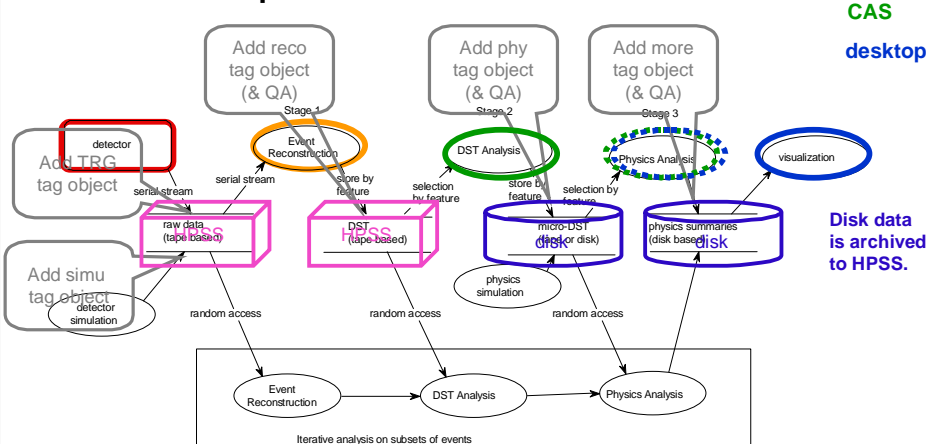 CAS
desktop
Add reco
tag object
(& QA)
Add phy
tag object
(& QA)
Add more
tag object
(& QA)
Stage 1
Stage 2
Stage 3
detector
Event
Reconstruction
DST Analysis
Physics Analysis
visualization
Add TRG
tag object
serial stream
serial stream
store by
feature
selection
by feature
store by
feature
selection by
feature
raw data
(tape based)
HPSS
DST
(tape based)
HPSS
micro-DST
(tape or disk)
disk
physics summaries
(disk based)
disk
Disk data
is archived
to HPSS.
Add simu
tag object
detector
simulation
physics
simulation
random access
random access
random access
Event
Reconstruction
DST Analysis
Physics Analysis
Iterative analysis on subsets of events